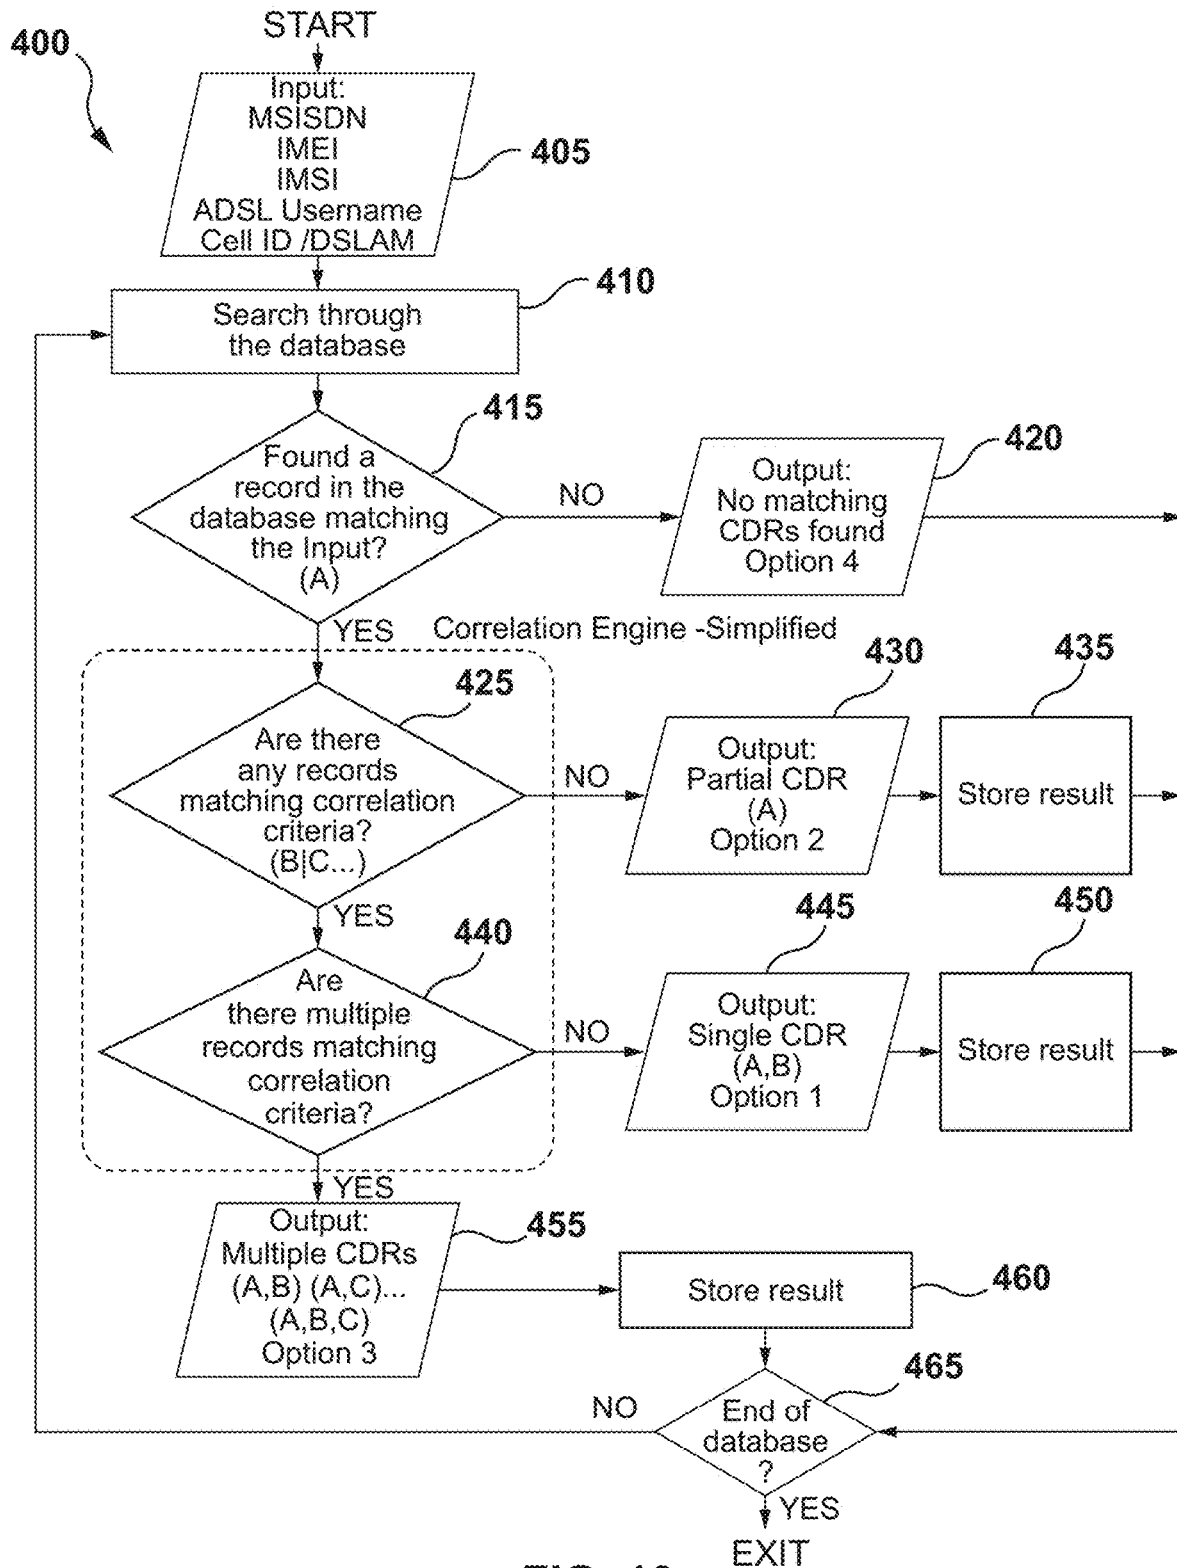 START
400
Input:
MSISDN
IMEI
IMSI
ADSL Username
Cell ID /DSLAM
405
410
Search through
the database
415
Found a
record in the
database matching
the Input?
(A)
NO
420
Output:
No matching
CDRs found
Option 4
YES
Correlation Engine -Simplified
425
Are there
any records
matching correlation
criteria?
(B|C...)
NO
430
Output:
Partial CDR
(A)
Option 2
435
Store result
YES
440
Are
there multiple
records matching
correlation
criteria?
NO
445
Output:
Single CDR
(A,B)
Option 1
450
Store result
YES
455
Output:
Multiple CDRs
(A,B) (A,C)...
(A,B,C)
Option 3
460
Store result
465
End of
database
?
NO
YES
EXIT